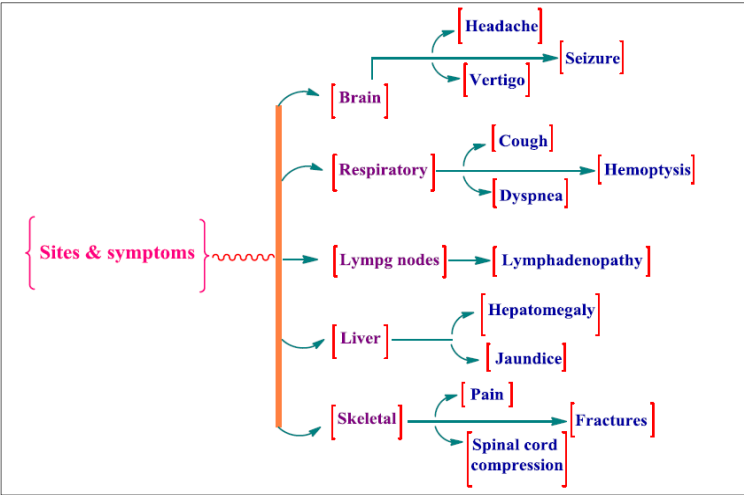 Sites & symptoms
Brain
Headache
Vertigo
Seizure
Respiratory
Cough
Dyspnea
Hemoptysis
Lympg nodes
Lymphadenopathy
Liver
Hepatomegaly
Jaundice
Skeletal
Pain
Spinal cord
compression
Fractures